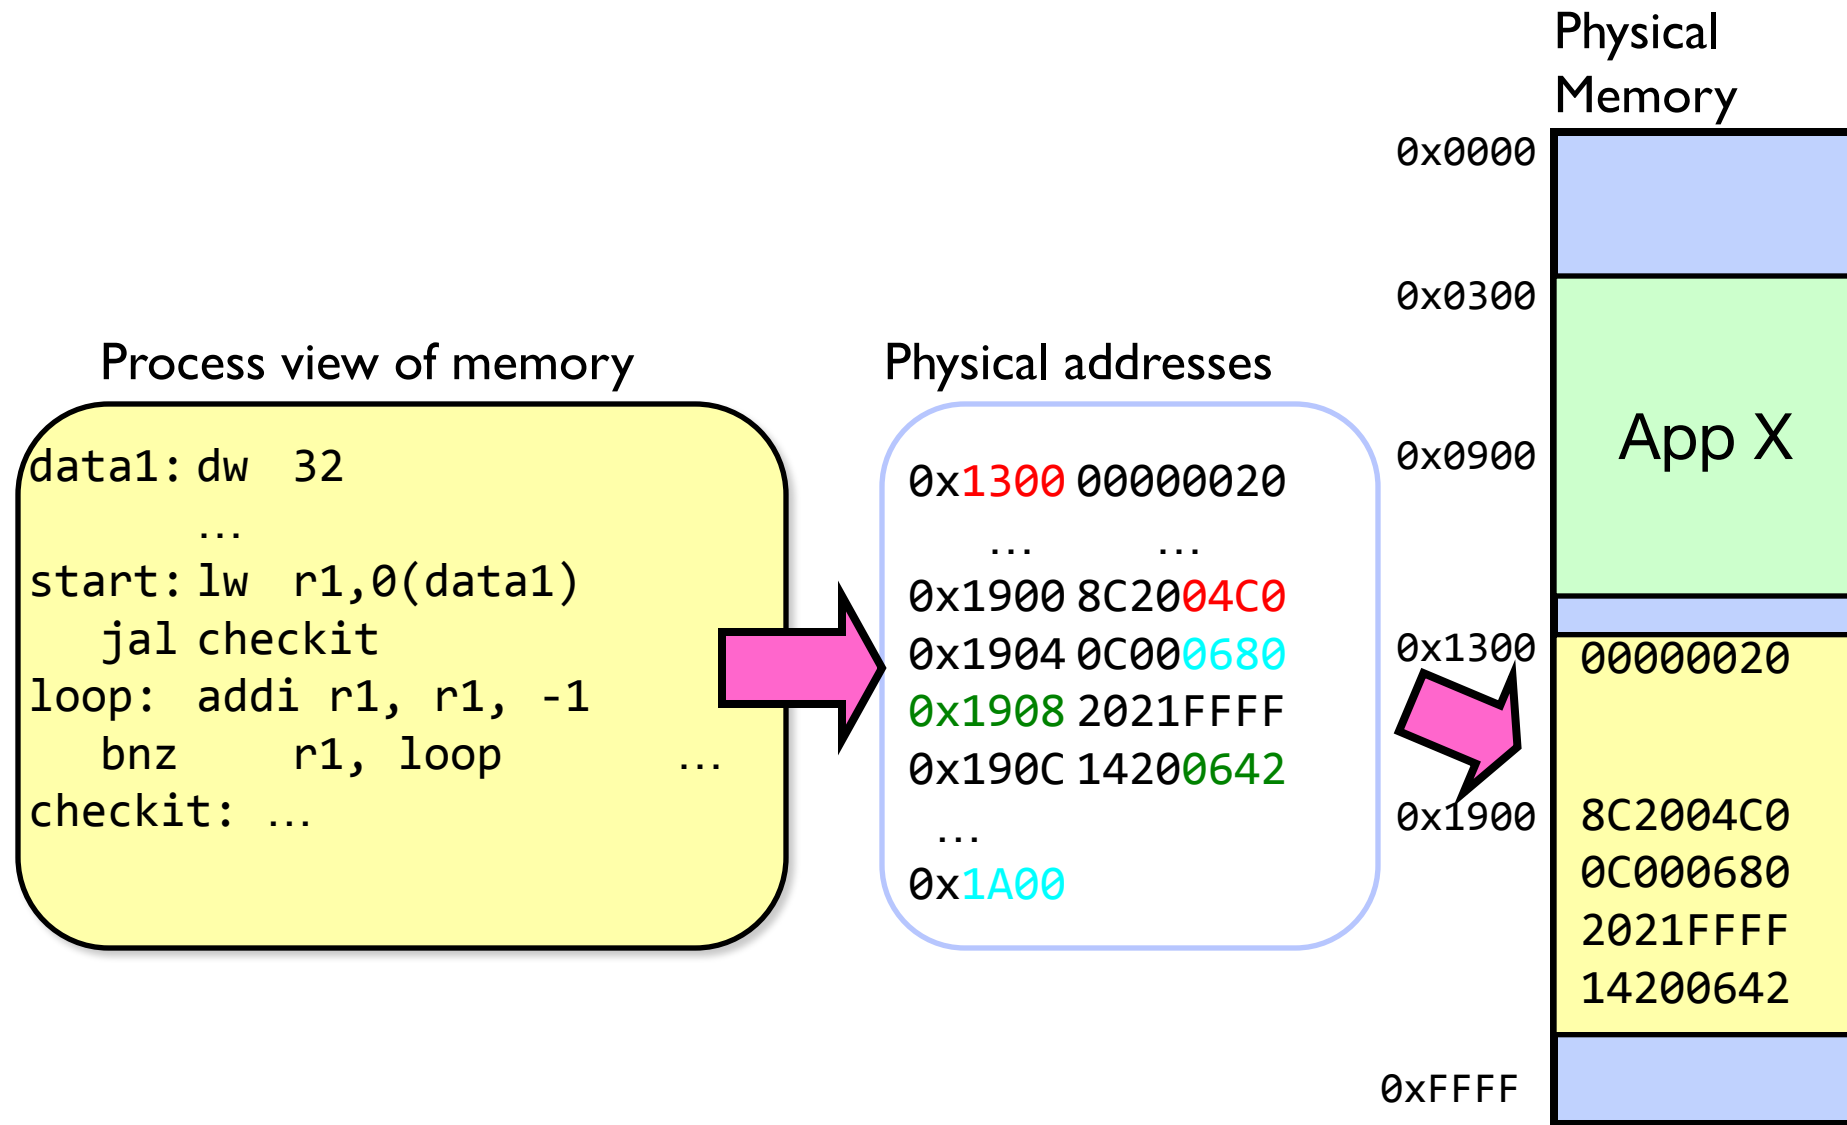 Process view of memory
data1: dw 32
...
start: lw r1,0(data1)
jal checkit
loop: addi r1, r1, -1
bnz r1, loop ...
checkit: ...
Physical addresses
0x1300 00000020
... ...
0x1900 8C2004C0
0x1904 0C000680
0x1908 2021FFFF
0x190C 14200642
...
0x1A00
Physical
Memory
0x0000
0x0300
0x0900
App X
0x1300
00000020
0x1900
8C2004C0
0C000680
2021FFFF
14200642
0xFFFF